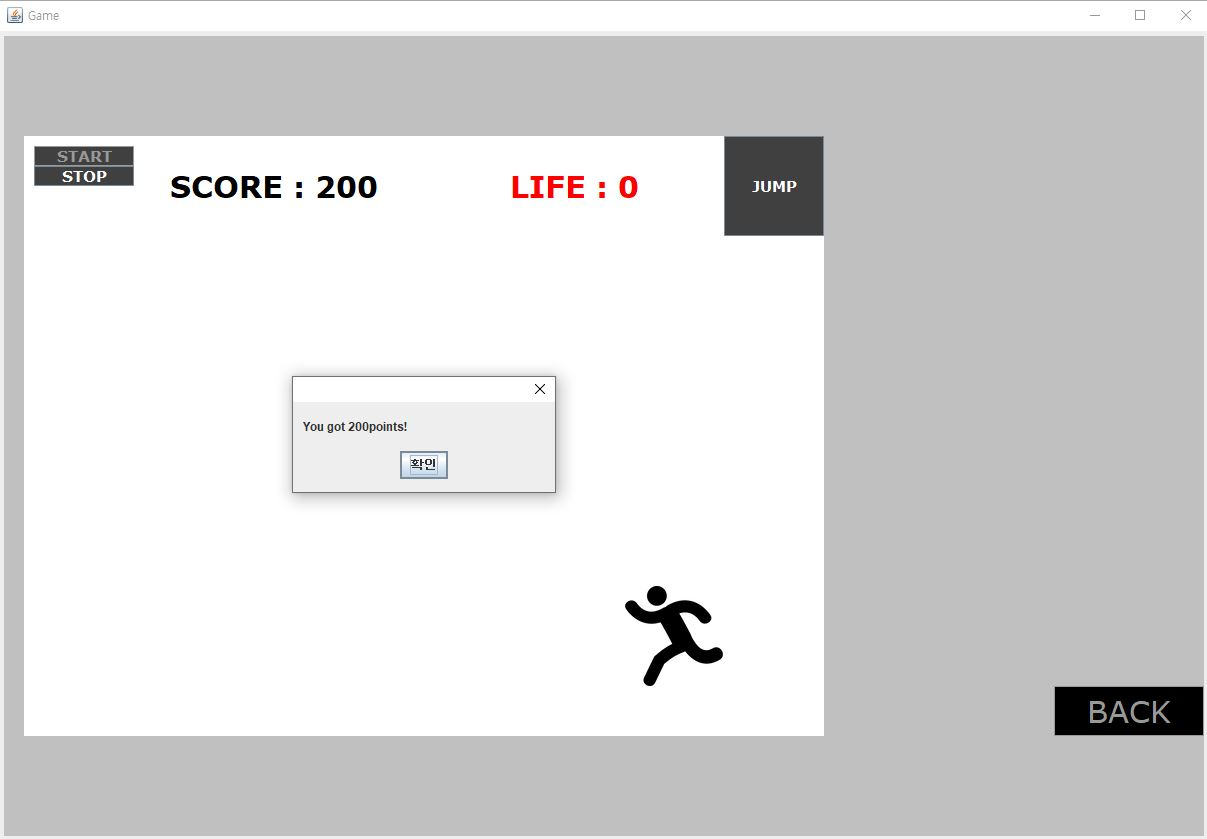 Game
START
STOP
SCORE : 200
LIFE : 0
JUMP
You got 200points!
확인
BACK